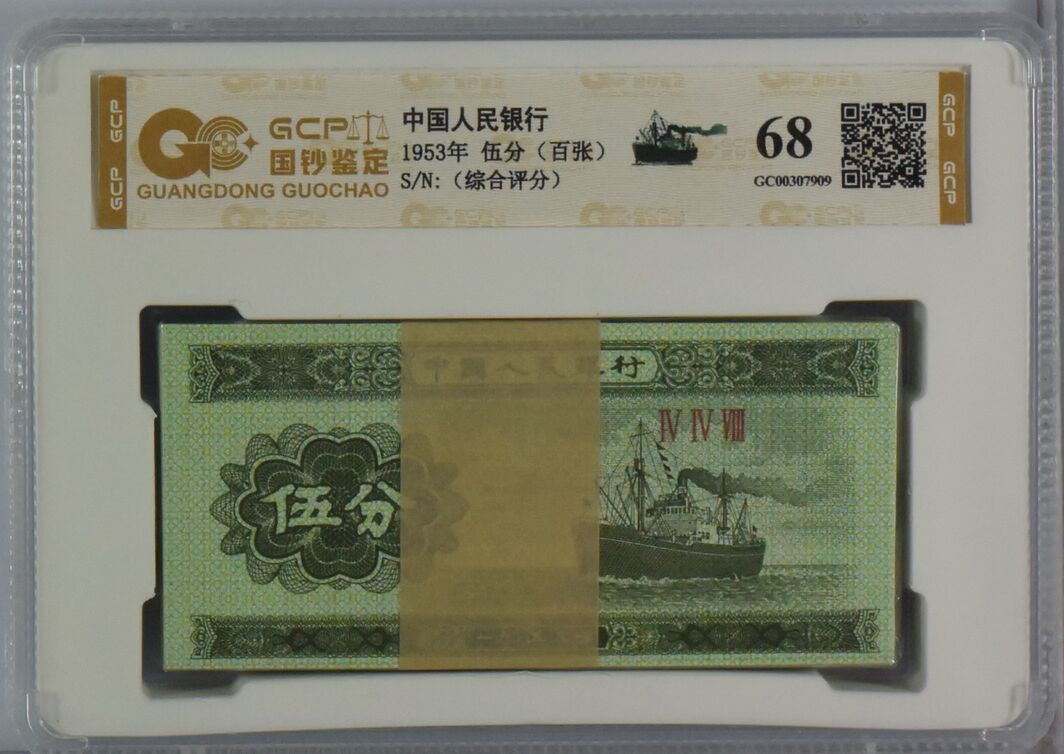 GCP
国钞鉴定
GUANGDONG GUOCHAO
中国人民银行
1953年 伍分（百张）
S/N:（综合评分）
68
GC00307909
GCP GCP
GCP GCP
行
IV IV VIII
伍分